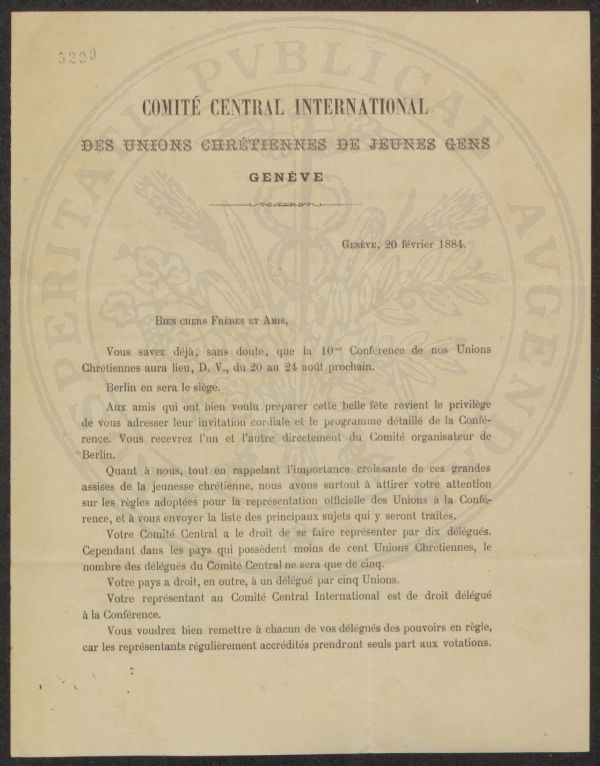 5290
PVBLICAE
PROSPERITATI
AVGENDAE
COMITÉ CENTRAL INTERNATIONAL
DES UNIONS CHRÉTIENNES DE JEUNES GENS
GENÈVE
GENÈVE, 20 février 1884.
BIEN CHERS FRÈRES ET AMIS,
Vous savez déjà, sans doute, que la 10me Conférence de nos Unions
Chrétiennes aura lieu, D. V., du 20 au 24 août prochain.
Berlin en sera le siège.
Aux amis qui ont bien voulu préparer cette belle fête revient le privilège
de vous adresser leur invitation cordiale et le programme détaillé de la Confé-
rence. Vous recevrez l'un et l'autre directement du Comité organisateur de
Berlin.
Quant à nous, tout en rappelant l'importance croissante de ces grandes
assises de la jeunesse chrétienne, nous avons surtout à attirer votre attention
sur les règles adoptées pour la représentation officielle des Unions à la Confé-
rence, et à vous envoyer la liste des principaux sujets qui y seront traités.
Votre Comité Central a le droit de se faire représenter par dix délégués.
Cependant dans les pays qui possèdent moins de cent Unions Chrétiennes, le
nombre des délégués du Comité Central ne sera que de cinq.
Votre pays a droit, en outre, à un délégué par cinq Unions.
Votre représentant au Comité Central International est de droit délégué
à la Conférence.
Vous voudrez bien remettre à chacun de vos délégués des pouvoirs en règle,
car les représentants régulièrement accrédités prendront seuls part aux votations.